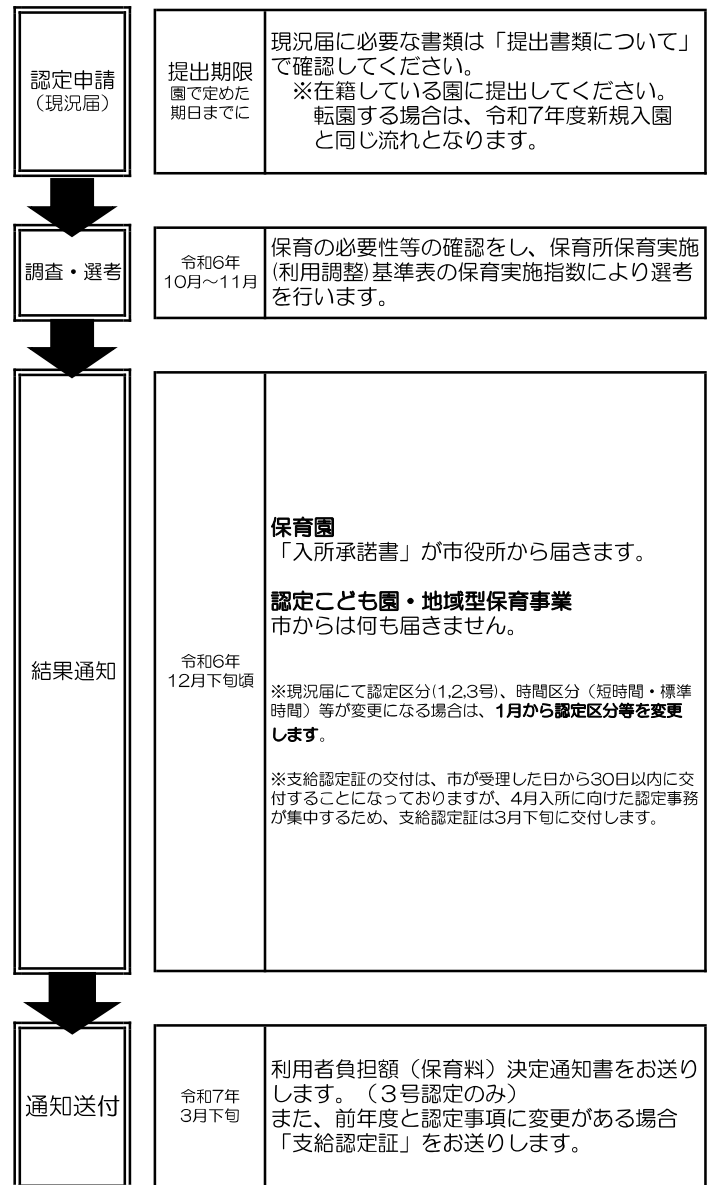 認定申請
（現況届）
提出期限
園で定めた
期日までに
現況届に必要な書類は「提出書類について」
で確認してください。
※在籍している園に提出してください。
転園する場合は、令和7年度新規入園
と同じ流れとなります。
調査・選考
令和6年
10月～11月
保育の必要性等の確認をし、保育所保育実施
(利用調整)基準表の保育実施指数により選考
を行います。
結果通知
令和6年
12月下旬頃
保育園
「入所承諾書」が市役所から届きます。
認定こども園・地域型保育事業
市からは何も届きません。
※現況届にて認定区分(1,2,3号)、時間区分（短時間・標準
時間）等が変更になる場合は、1月から認定区分等を変更
します。
※支給認定証の交付は、市が受理した日から30日以内に交
付することになっておりますが、4月入所に向けた認定事務
が集中するため、支給認定証は3月下旬に交付します。
通知送付
令和7年
3月下旬
利用者負担額（保育料）決定通知書をお送り
します。（３号認定のみ）
また、前年度と認定事項に変更がある場合
「支給認定証」をお送りします。